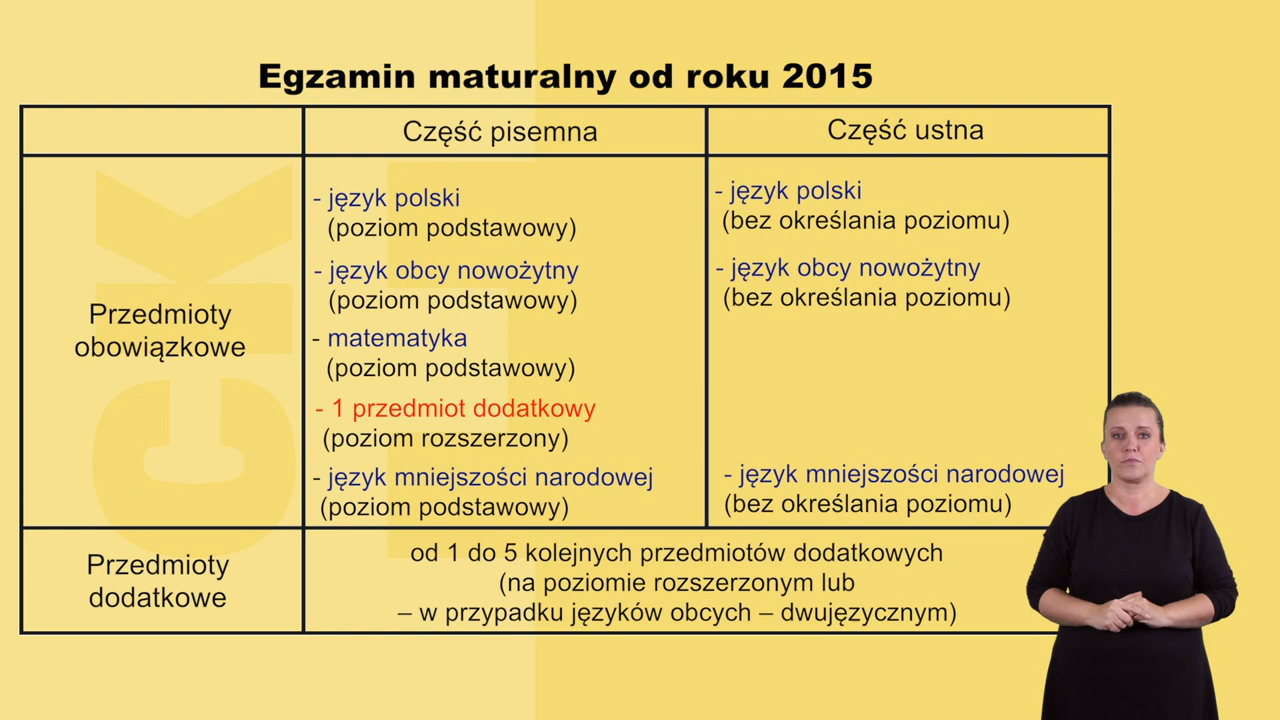 Egzamin maturalny od roku 2015
Część pisemna
Część ustna
Przedmioty
obowiązkowe
- język polski
(poziom podstawowy)
- język obcy nowożytny
(poziom podstawowy)
- matematyka
(poziom podstawowy)
- 1 przedmiot dodatkowy
(poziom rozszerzony)
- język mniejszości narodowej
(poziom podstawowy)
- język polski
(bez określania poziomu)
- język obcy nowożytny
(bez określania poziomu)
- język mniejszości narodowej
(bez określania poziomu)
Przedmioty
dodatkowe
od 1 do 5 kolejnych przedmiotów dodatkowych
(na poziomie rozszerzonym lub
– w przypadku języków obcych – dwujęzycznym)
CK